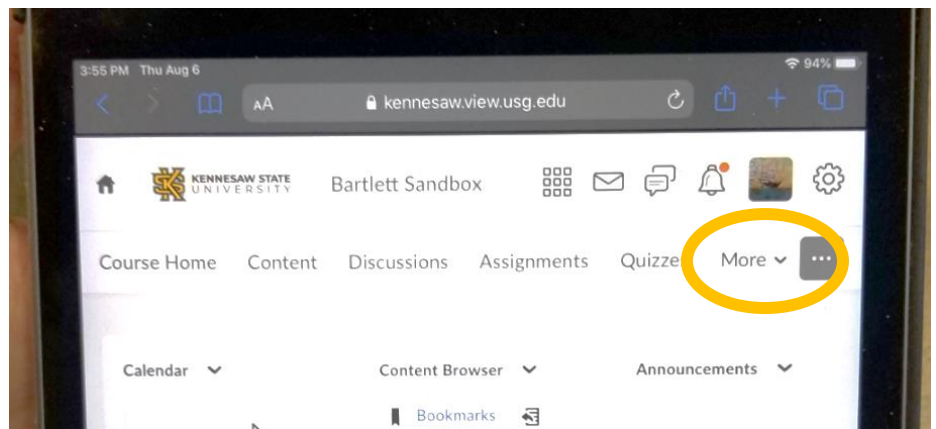 3:55 PM Thu Aug 6 94%
AA kennesaw.view.usg.edu
KENNESAW STATE
UNIVERSITY
Bartlett Sandbox
Course Home Content Discussions Assignments Quizze More
Calendar Content Browser Announcements
Bookmarks